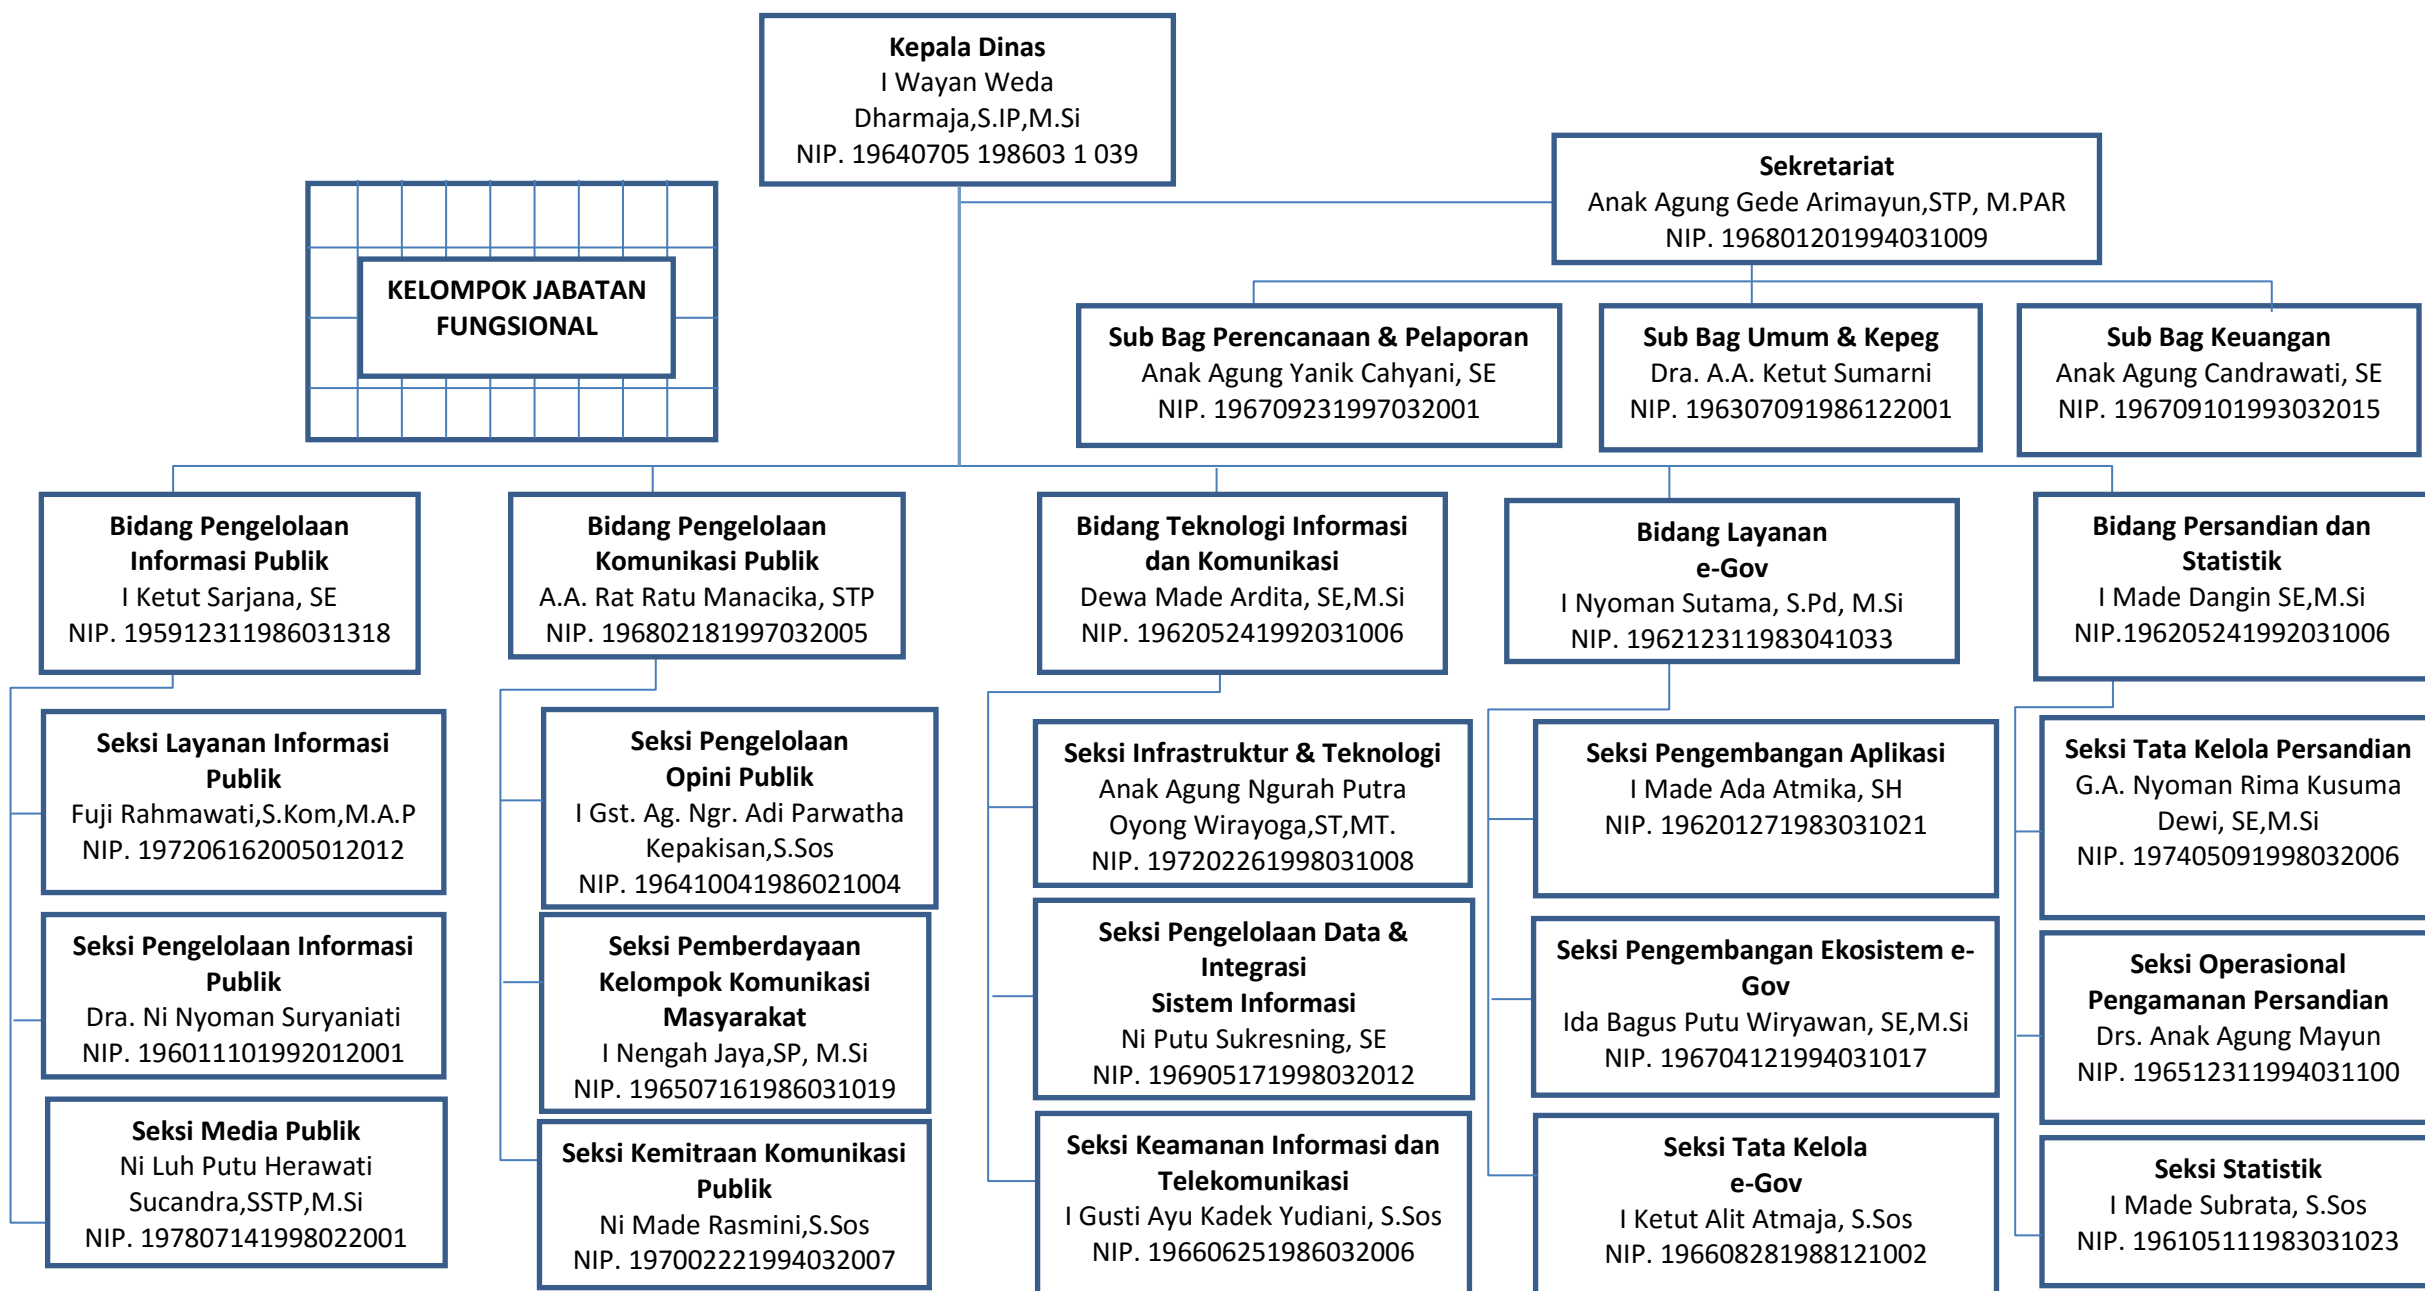 Kepala Dinas
I Wayan Weda
Dharmaja,S.IP,M.Si
NIP. 19640705 198603 1 039
Sekretariat
Anak Agung Gede Arimayun,STP, M.PAR
NIP. 196801201994031009
KELOMPOK JABATAN
FUNGSIONAL
Sub Bag Perencanaan & Pelaporan
Anak Agung Yanik Cahyani, SE
NIP. 196709231997032001
Sub Bag Umum & Kepeg
Dra. A.A. Ketut Sumarni
NIP. 196307091986122001
Sub Bag Keuangan
Anak Agung Candrawati, SE
NIP. 196709101993032015
Bidang Pengelolaan
Informasi Publik
I Ketut Sarjana, SE
NIP. 195912311986031318
Bidang Pengelolaan
Komunikasi Publik
A.A. Rat Ratu Manacika, STP
NIP. 196802181997032005
Bidang Teknologi Informasi
dan Komunikasi
Dewa Made Ardita, SE,M.Si
NIP. 196205241992031006
Bidang Layanan
e-Gov
I Nyoman Sutama, S.Pd, M.Si
NIP. 196212311983041033
Bidang Persandian dan
Statistik
I Made Dangin SE,M.Si
NIP.196205241992031006
Seksi Layanan Informasi
Publik
Fuji Rahmawati,S.Kom,M.A.P
NIP. 197206162005012012
Seksi Pengelolaan Informasi
Publik
Dra. Ni Nyoman Suryaniati
NIP. 196011101992012001
Seksi Media Publik
Ni Luh Putu Herawati
Sucandra,SSTP,M.Si
NIP. 197807141998022001
Seksi Pengelolaan
Opini Publik
I Gst. Ag. Ngr. Adi Parwatha
Kepakisan,S.Sos
NIP. 196410041986021004
Seksi Pemberdayaan
Kelompok Komunikasi
Masyarakat
I Nengah Jaya,SP, M.Si
NIP. 196507161986031019
Seksi Kemitraan Komunikasi
Publik
Ni Made Rasmini,S.Sos
NIP. 197002221994032007
Seksi Infrastruktur & Teknologi
Anak Agung Ngurah Putra
Oyong Wirayoga,ST,MT.
NIP. 197202261998031008
Seksi Pengelolaan Data &
Integrasi
Sistem Informasi
Ni Putu Sukresning, SE
NIP. 196905171998032012
Seksi Keamanan Informasi dan
Telekomunikasi
I Gusti Ayu Kadek Yudiani, S.Sos
NIP. 196606251986032006
Seksi Pengembangan Aplikasi
I Made Ada Atmika, SH
NIP. 196201271983031021
Seksi Pengembangan Ekosistem e-
Gov
Ida Bagus Putu Wiryawan, SE,M.Si
NIP. 196704121994031017
Seksi Tata Kelola
e-Gov
I Ketut Alit Atmaja, S.Sos
NIP. 196608281988121002
Seksi Tata Kelola Persandian
G.A. Nyoman Rima Kusuma
Dewi, SE,M.Si
NIP. 197405091998032006
Seksi Operasional
Pengamanan Persandian
Drs. Anak Agung Mayun
NIP. 196512311994031100
Seksi Statistik
I Made Subrata, S.Sos
NIP. 196105111983031023